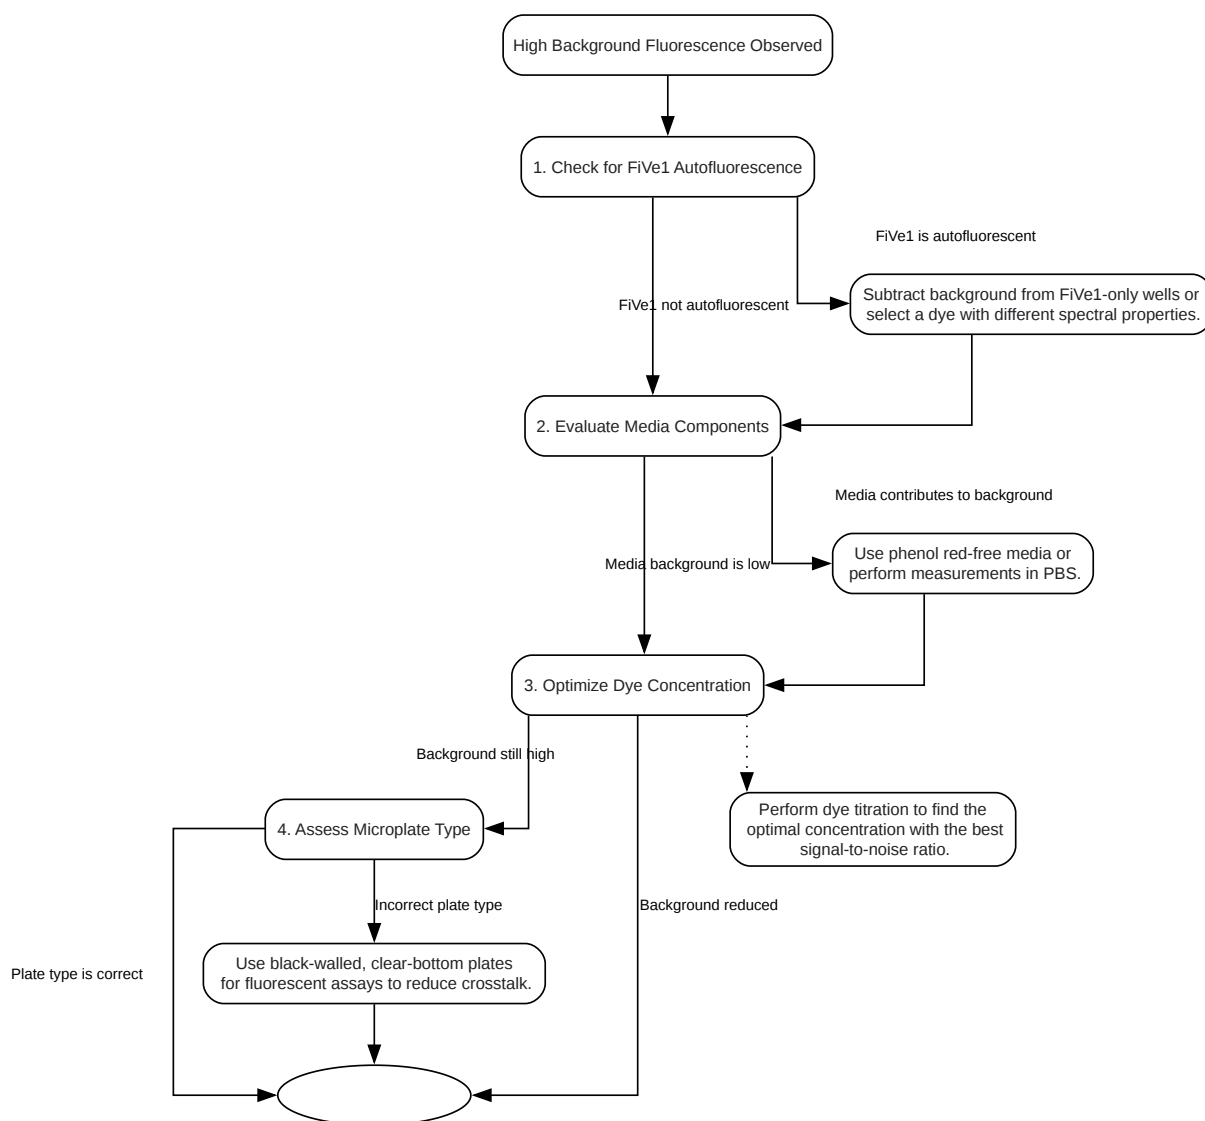 High Background Fluorescence Observed
1. Check for FiVe1 Autofluorescence
FiVe1 is autofluorescent
FiVe1 not autofluorescent
Subtract background from FiVe1-only wells or
select a dye with different spectral properties.
2. Evaluate Media Components
Media contributes to background
Media background is low
Use phenol red-free media or
perform measurements in PBS.
3. Optimize Dye Concentration
Background still high
4. Assess Microplate Type
Perform dye titration to find the
optimal concentration with the best
signal-to-noise ratio.
Incorrect plate type
Background reduced
Plate type is correct
Use black-walled, clear-bottom plates
for fluorescent assays to reduce crosstalk.